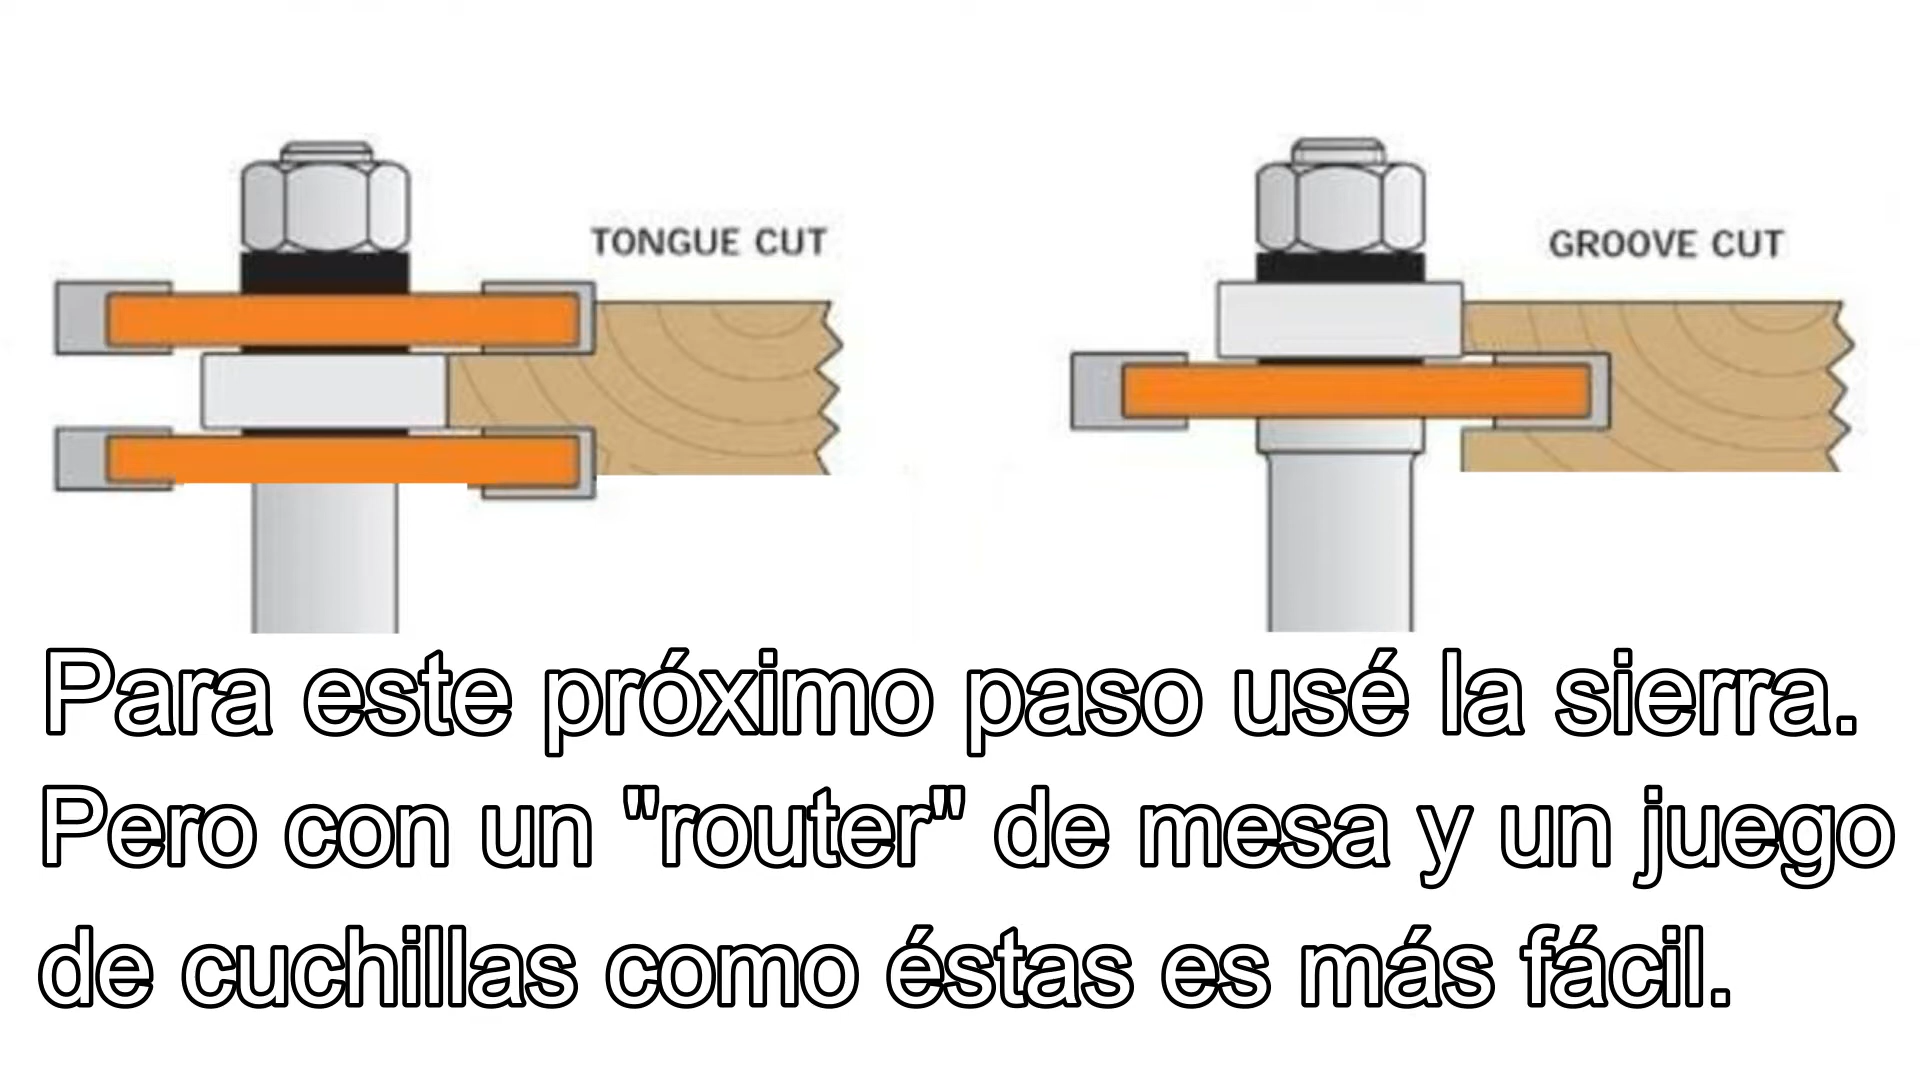 TONGUE CUT
GROOVE CUT
Para este próximo paso usé la sierra.
Pero con un "router" de mesa y un juego
de cuchillas como éstas es más fácil.